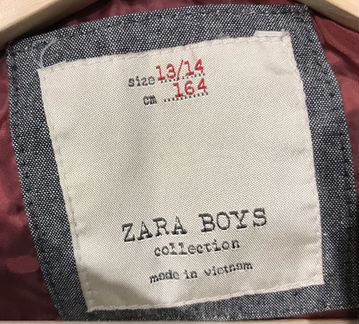 size 13/14
cm 164
ZARA BOYS
collection
made in vietnam